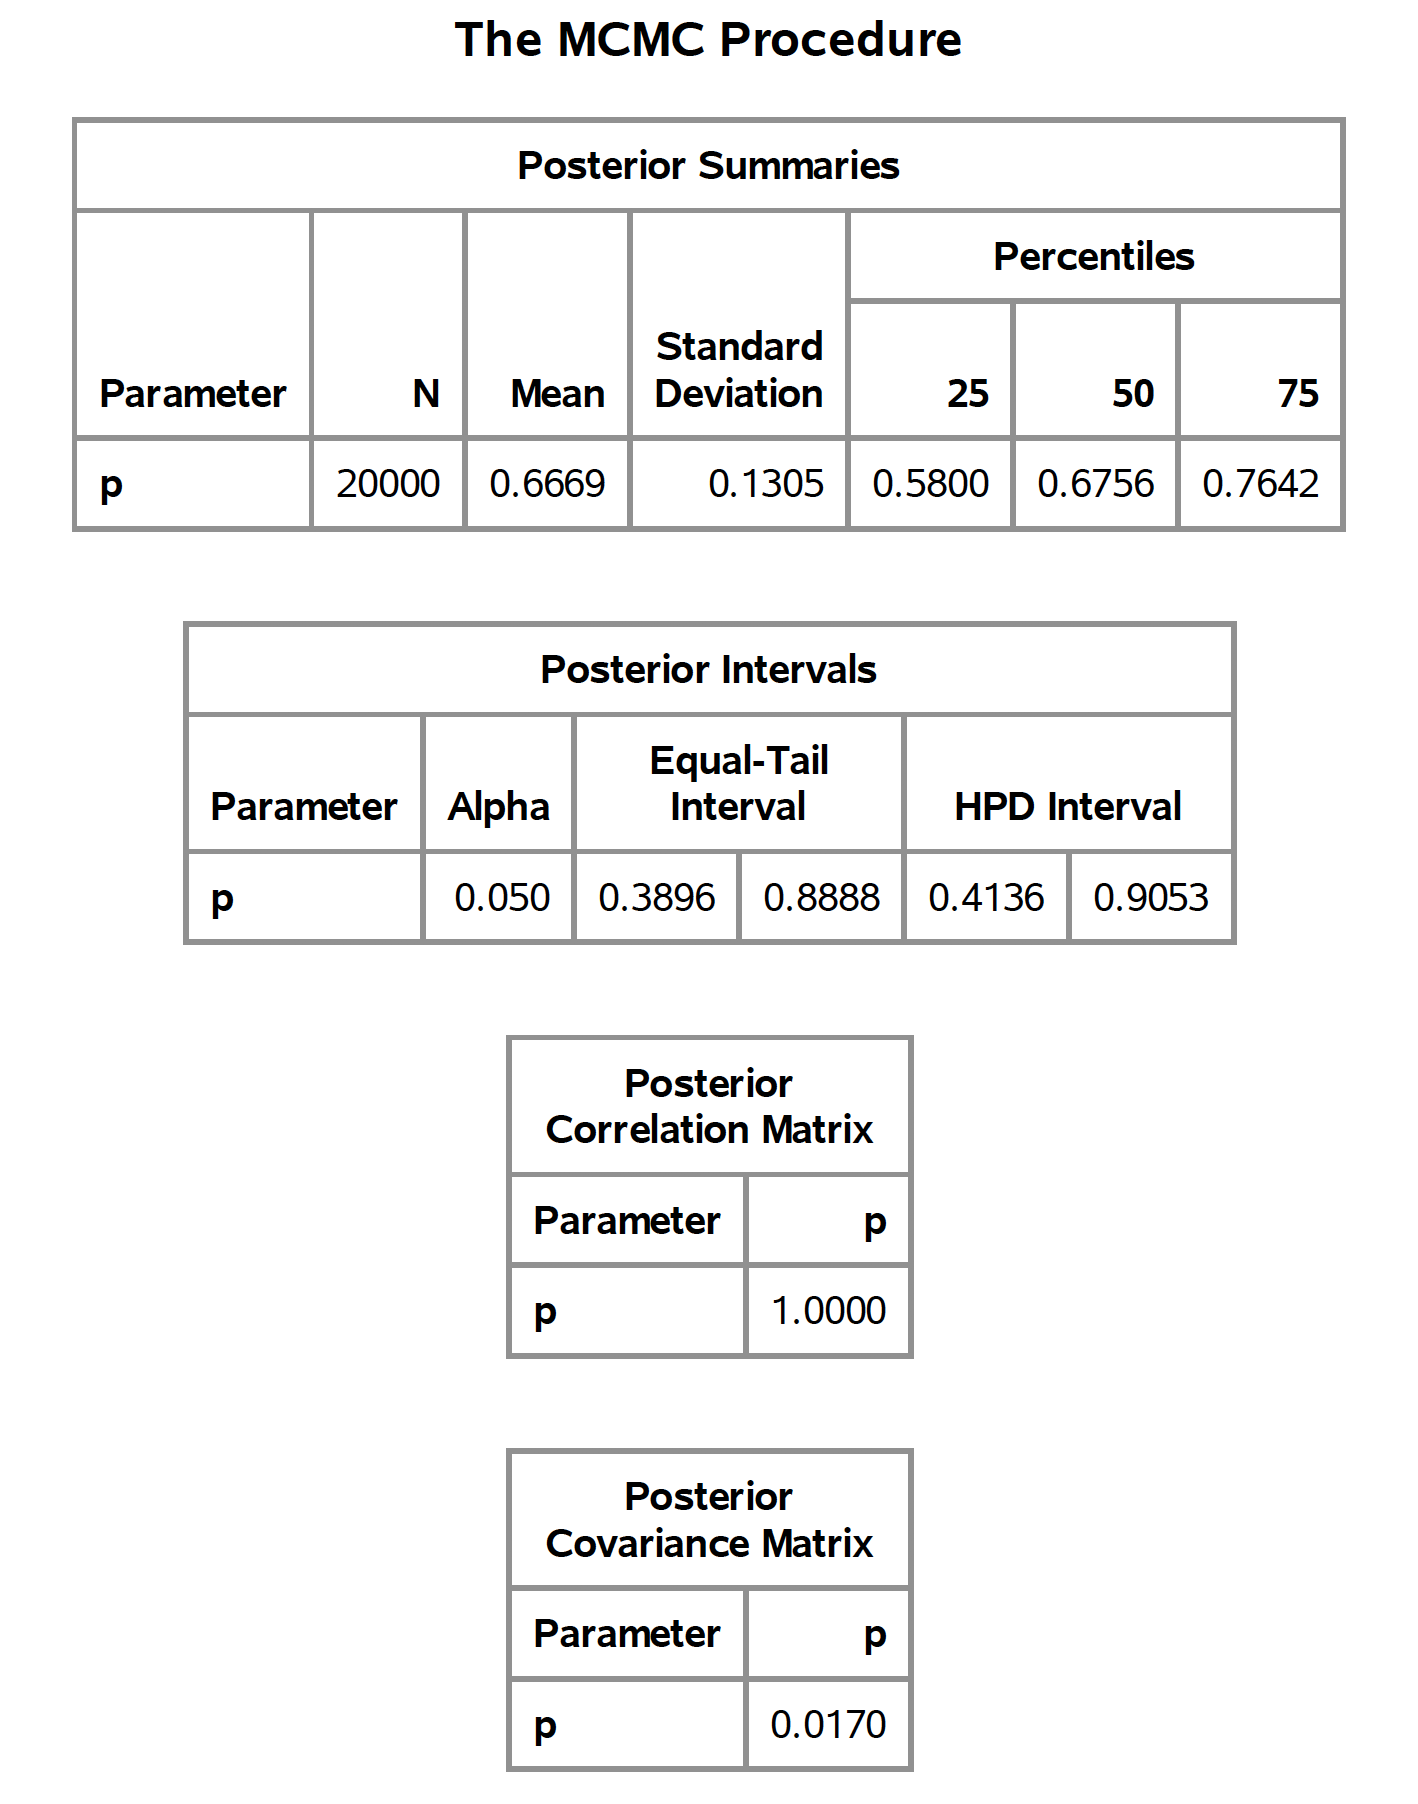 The MCMC Procedure
Posterior Summaries
Percentiles
Standard
Parameter N Mean Deviation 25 50 75
p 20000 0.6669 0.1305 0.5800 0.6756 0.7642
Posterior Intervals
Equal-Tail
Parameter Alpha Interval HPD Interval
p 0.050 0.3896 0.8888 0.4136 0.9053
Posterior
Correlation Matrix
Parameter p
p 1.0000
Posterior
Covariance Matrix
Parameter p
p 0.0170